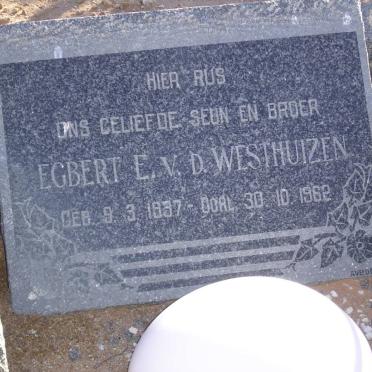 HIER RUS
ONS GELIEFDE SEUN EN BROER
EGBERT E. V. D. WESTHUIZEN
GEB. 9. 3. 1937 - OORL. 30. 10. 1962